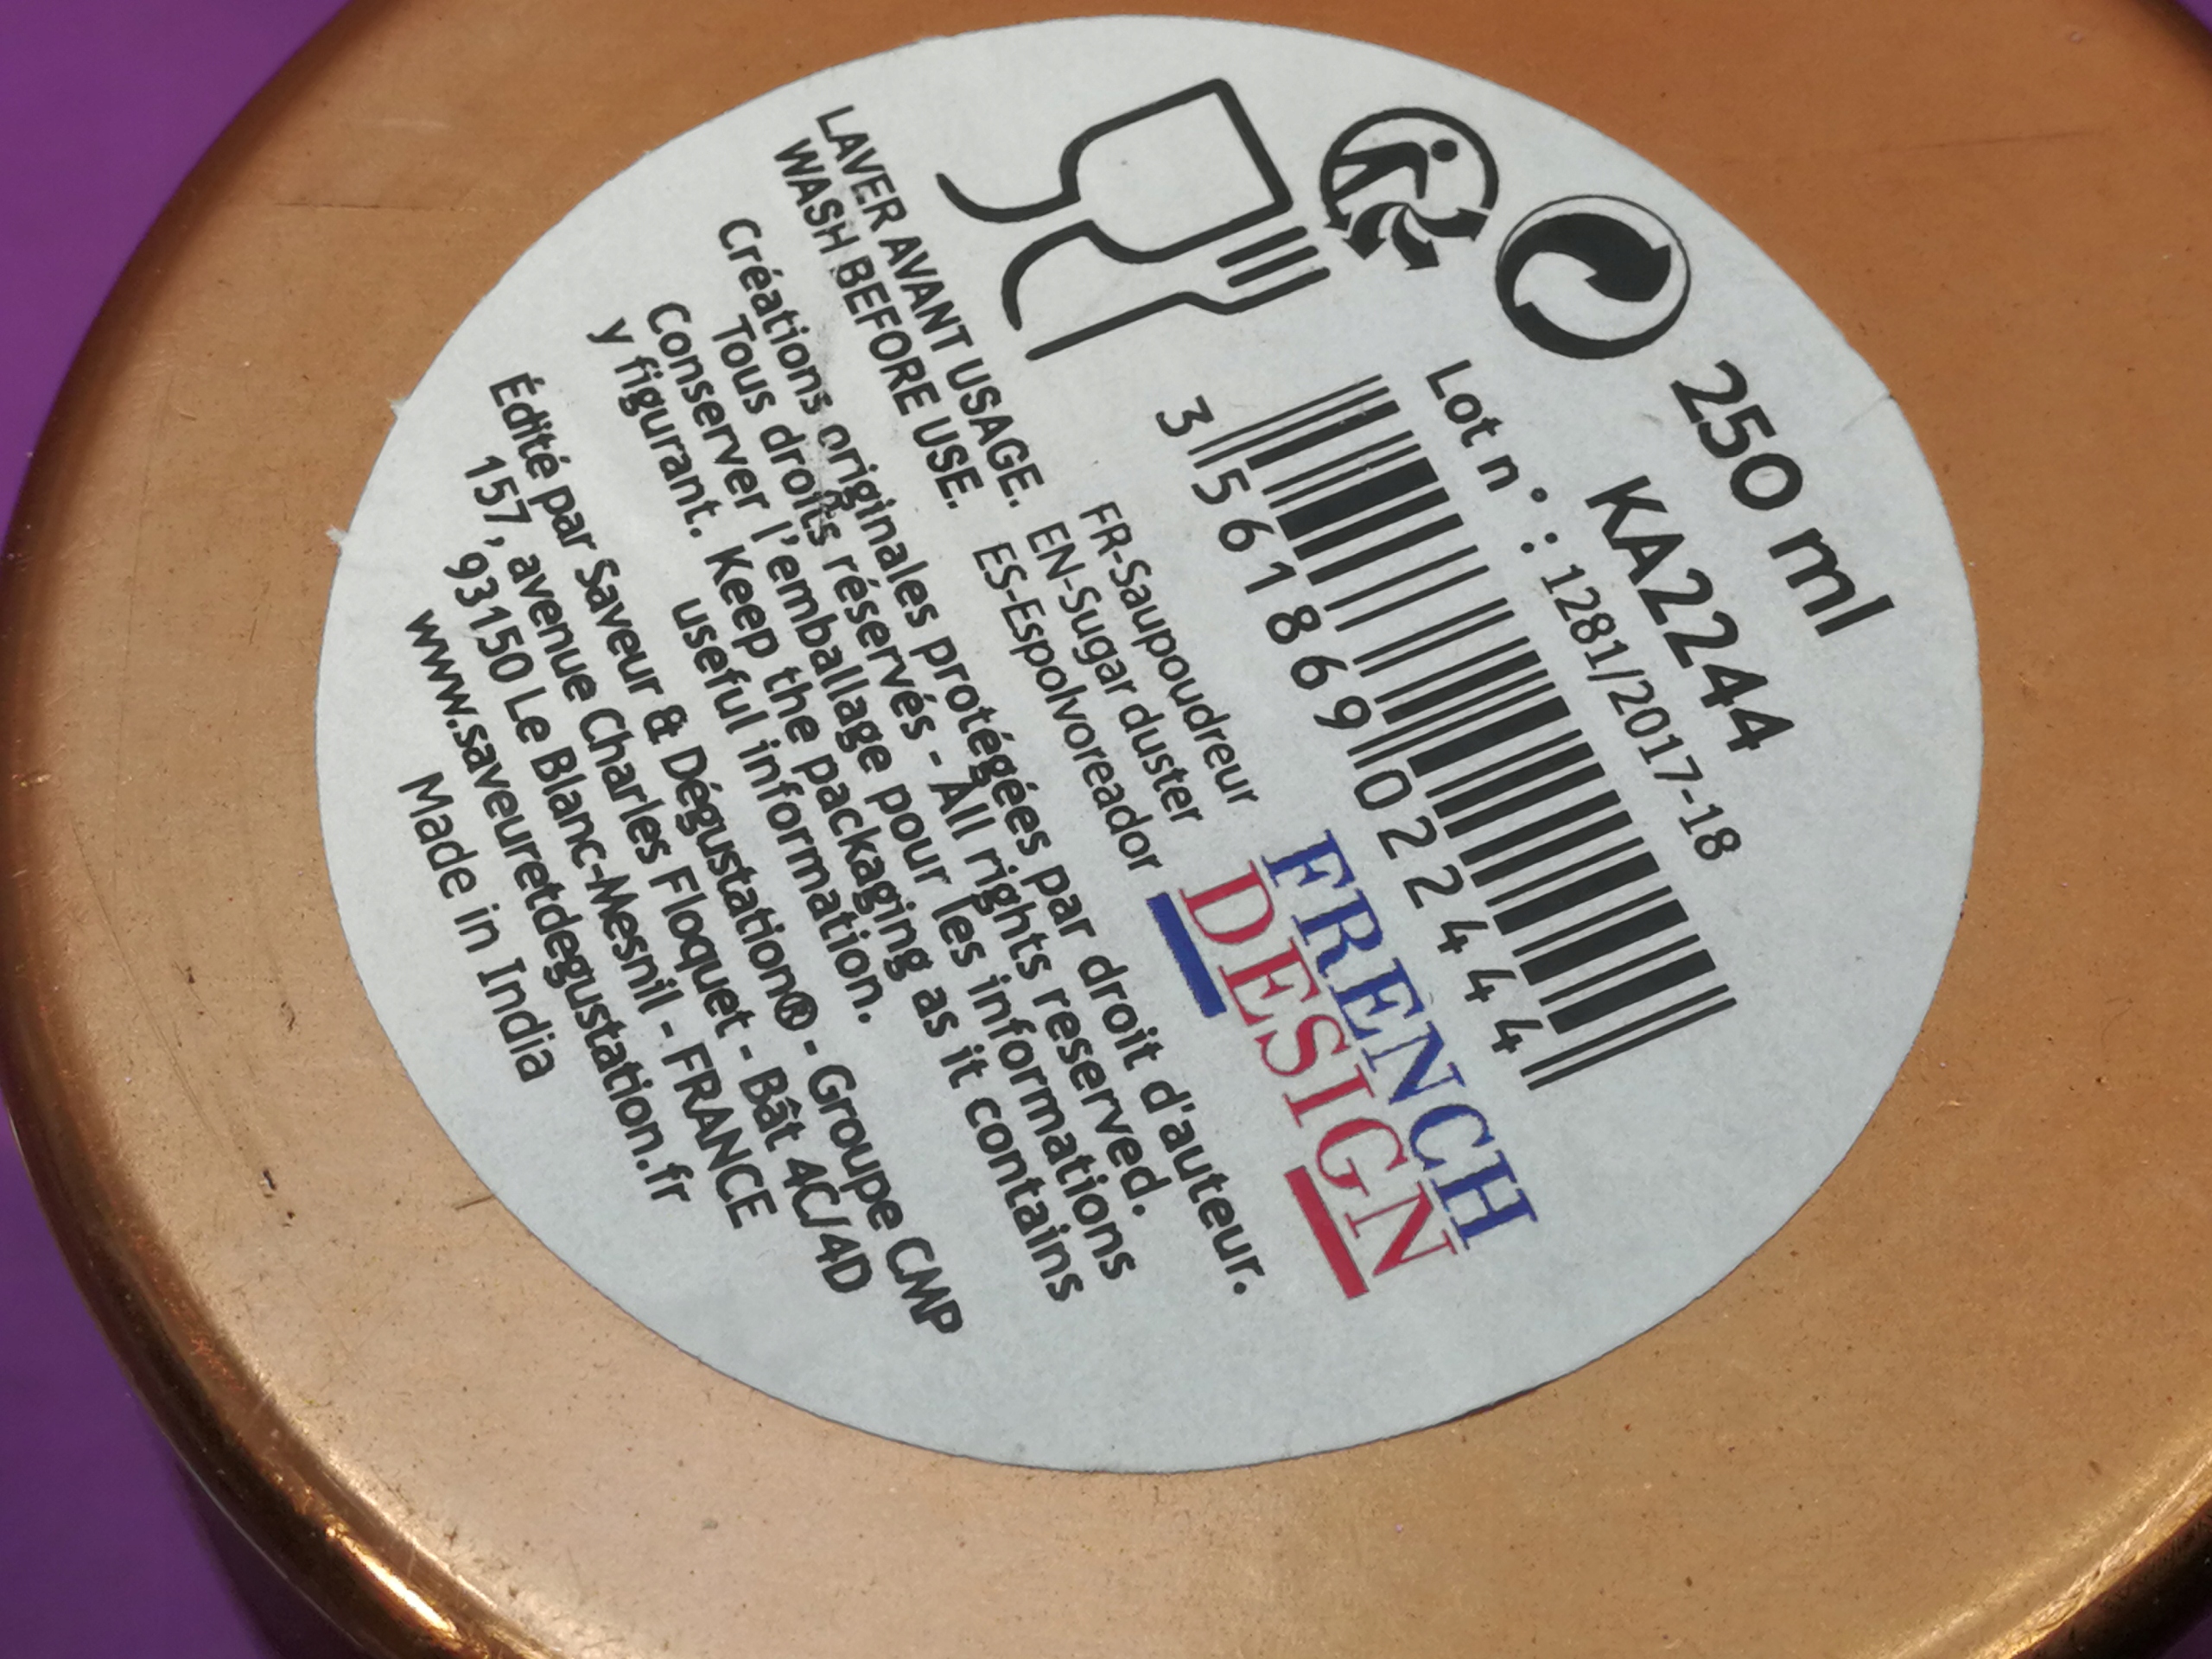 250 ml
KA2244
Lot n° : 1281/2017-18
3 561869 022444
FR-Saupoudreur
EN-Sugar duster
ES-Espolvoreador
FRENCH
DESIGN
LAVER AVANT USAGE.
WASH BEFORE USE.
Créations originales protégées par droit d'auteur.
Tous droits réservés - All rights reserved.
Conserver l'emballage pour les informations
y figurant. Keep the packaging as it contains
useful information.
Édité par Saveur & Dégustation® - Groupe CMP
157, avenue Charles Floquet - Bât 4C/4D
93150 Le Blanc-Mesnil - FRANCE
www.saveuretdegustation.fr
Made in India